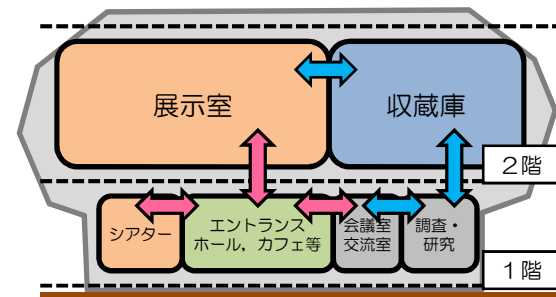 展示室
収蔵庫
2階
シアター
エントランス
ホール，カフェ等
会議室
交流室
調査・
研究
1階